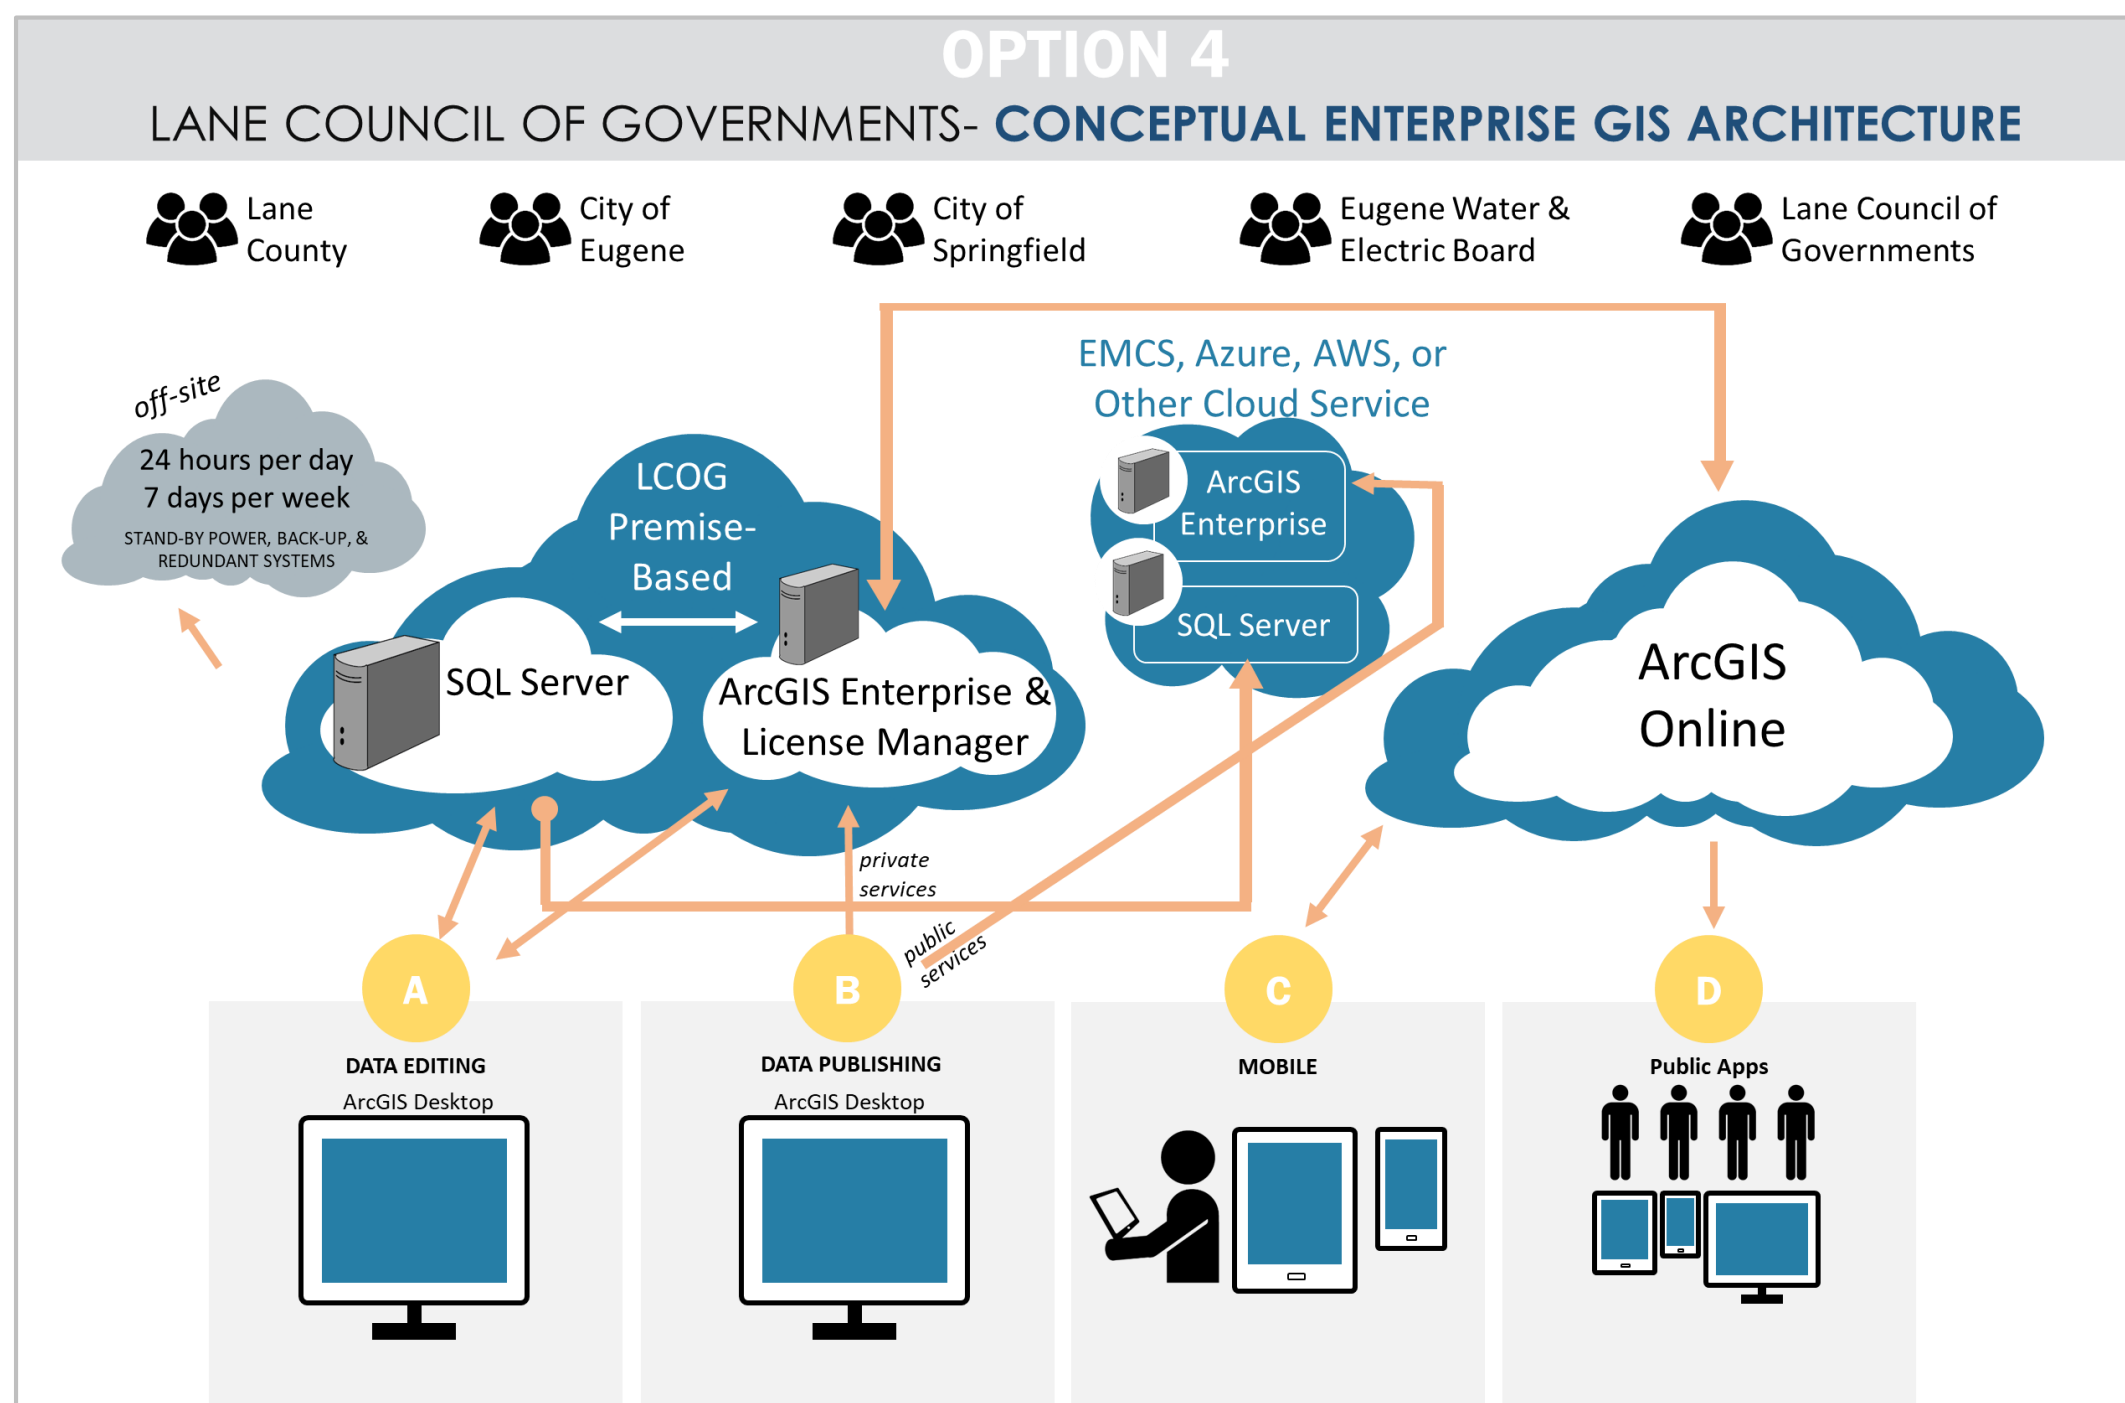 OPTION 4
LANE COUNCIL OF GOVERNMENTS- CONCEPTUAL ENTERPRISE GIS ARCHITECTURE
Lane
County
City of
Eugene
City of
Springfield
Eugene Water &
Electric Board
Lane Council of
Governments
off-site
24 hours per day
7 days per week
STAND-BY POWER, BACK-UP, &
REDUNDANT SYSTEMS
LCOG
Premise-
Based
SQL Server
ArcGIS Enterprise &
License Manager
EMCS, Azure, AWS, or
Other Cloud Service
ArcGIS
Enterprise
SQL Server
ArcGIS
Online
private
services
public
services
A
DATA EDITING
ArcGIS Desktop
B
DATA PUBLISHING
ArcGIS Desktop
C
MOBILE
D
Public Apps